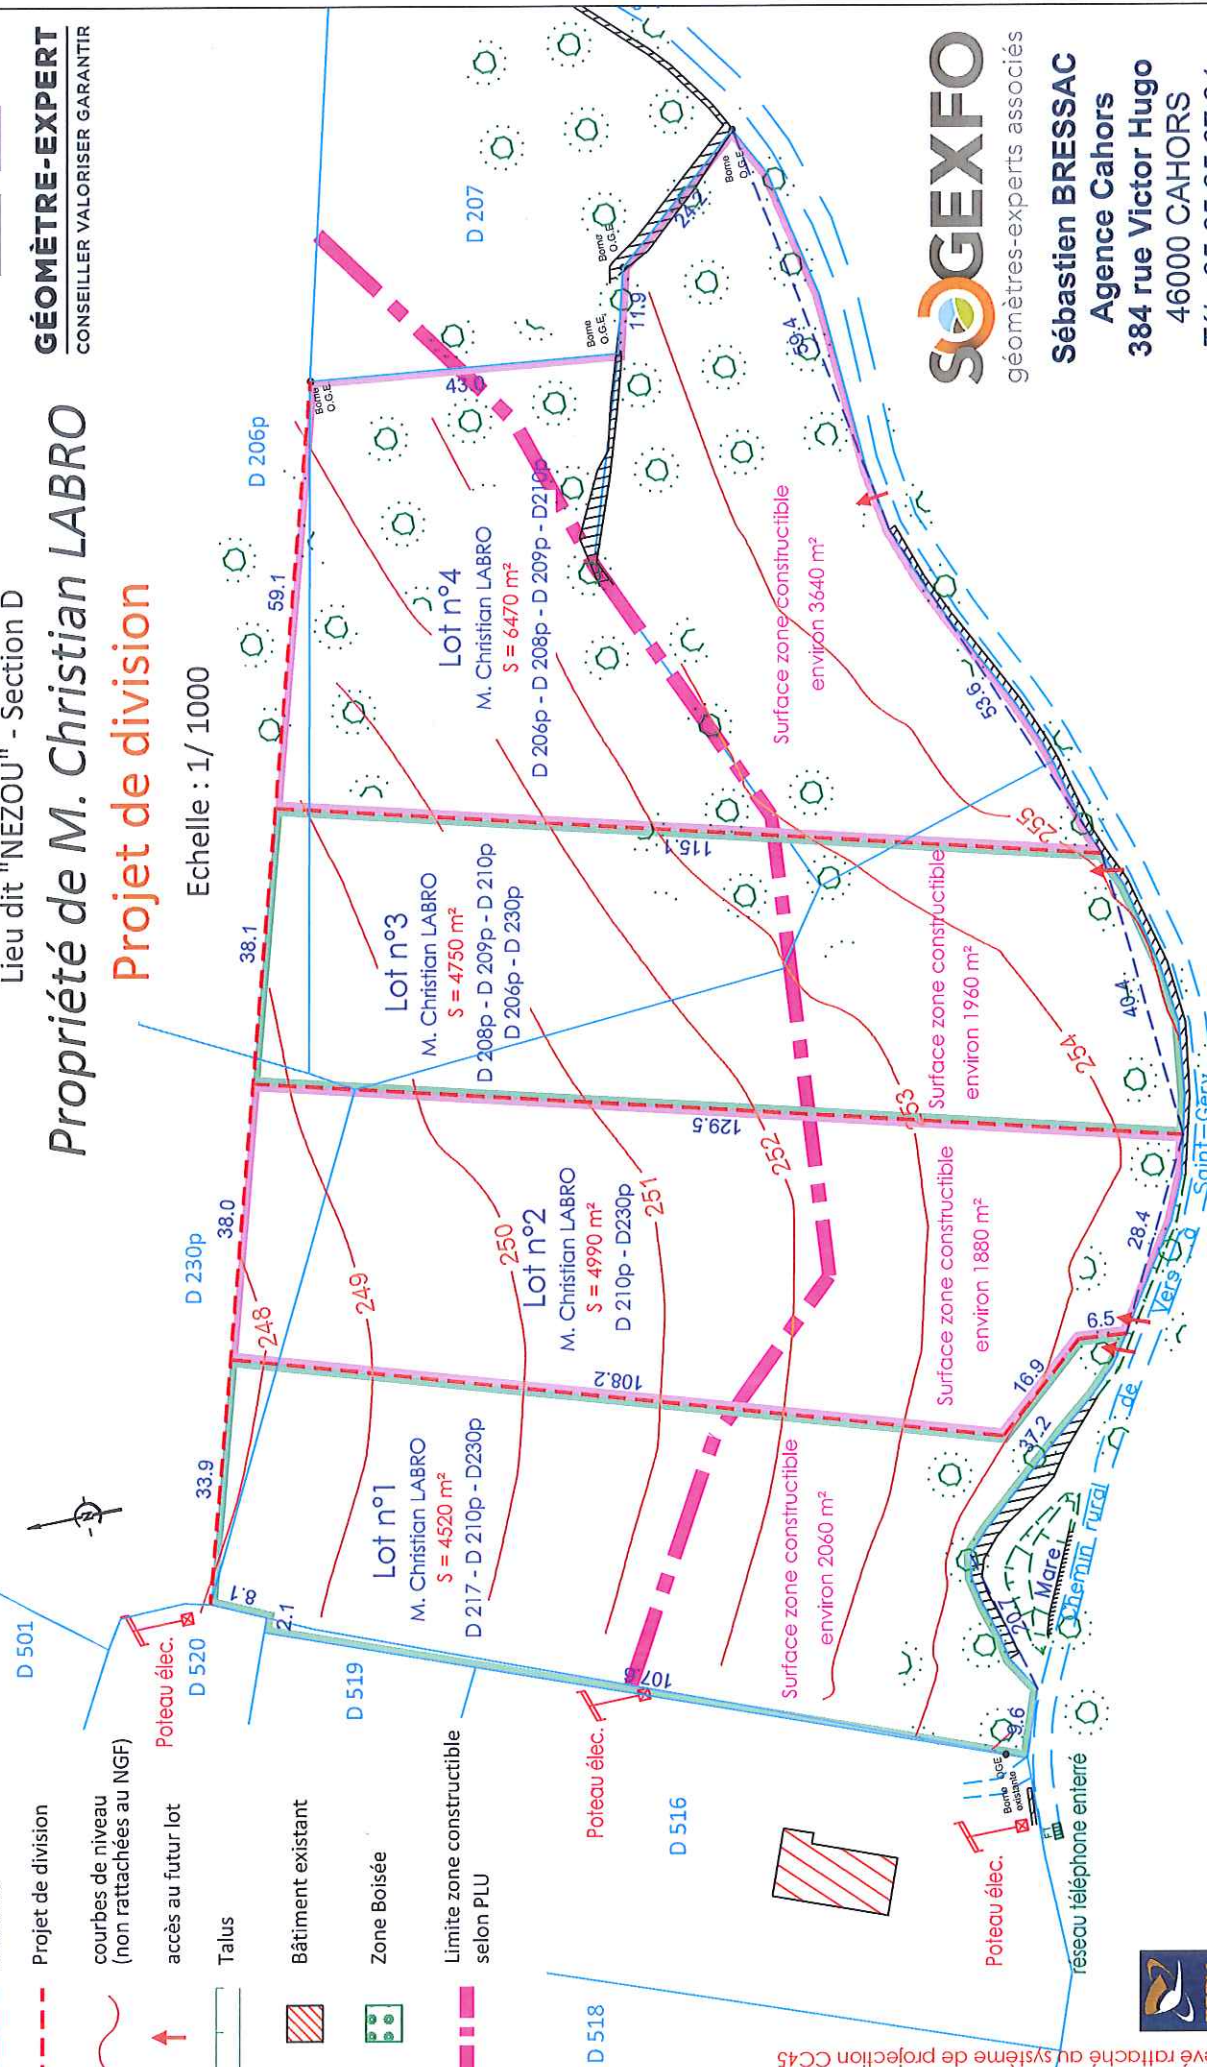 Lieu dit "NEZOU" - Section D
Propriété de M. Christian LABRO
Projet de division
Echelle : 1/ 1000
GÉOMÈTRE-EXPERT
CONSEILLER VALORISER GARANTIR
Projet de division
courbes de niveau
(non rattachées au NGF)
accès au futur lot
Talus
Bâtiment existant
Zone Boisée
Limite zone constructible
selon PLU
D 501
D 520
D 519
D 516
D 518
D 230p
D 206p
D 207
N
Poteau élec.
Poteau élec.
Poteau élec.
33.9
38.0
38.1
59.1
8.1
2.1
107.9
9.6
20.7
37.2
16.9
9.5
28.4
40.4
53.6
59.4
24.2
11.9
43.0
108.2
129.5
115.1
248
249
250
251
252
253
254
255
Lot n°1
M. Christian LABRO
S = 4520 m²
D 217 - D 210p - D230p
Surface zone constructible
environ 2060 m²
Lot n°2
M. Christian LABRO
S = 4990 m²
D 210p - D230p
Surface zone constructible
environ 1880 m²
Lot n°3
M. Christian LABRO
S = 4750 m²
D 208p - D 209p - D 210p
D 206p - D 230p
Surface zone constructible
environ 1960 m²
Lot n°4
M. Christian LABRO
S = 6470 m²
D 206p - D 208p - D 209p - D210p
Surface zone constructible
environ 3640 m²
Borne
O.G.E.
Borne
O.G.E.
Borne
O.G.E.
Borne
O.G.E.
Borne OGE
existante
FT
Mare
Chemin rural de Vers à Saint-Géry
réseau téléphone enterré
SOGEXFO
géomètres-experts associés
Sébastien BRESSAC
Agence Cahors
384 rue Victor Hugo
46000 CAHORS
rattaché au système de projection CC45